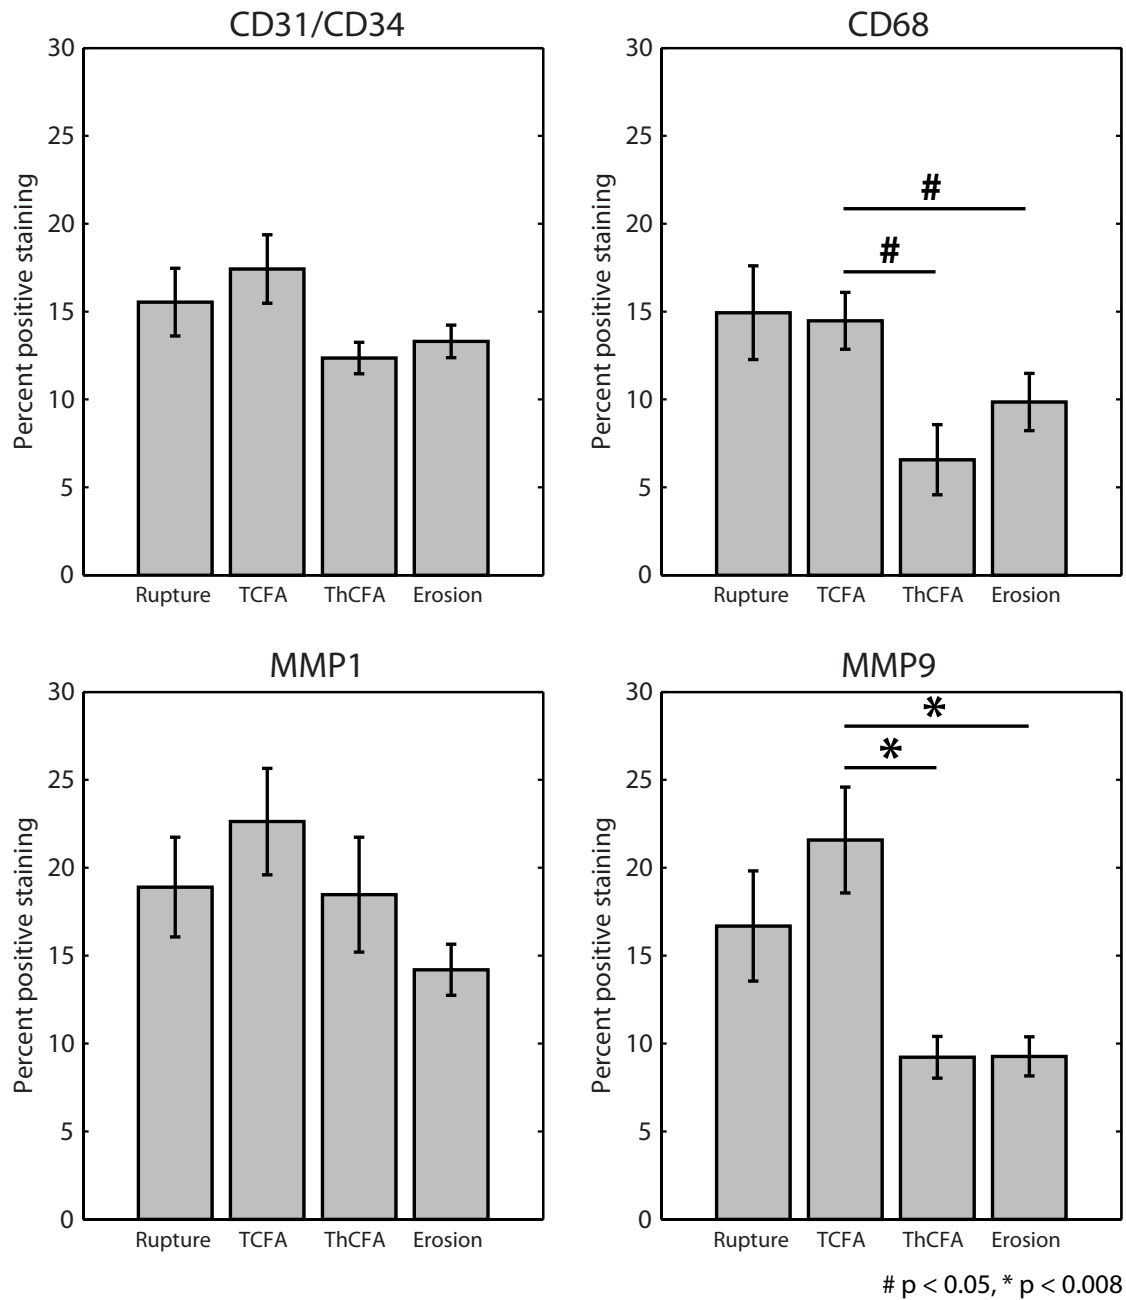 CD31/CD34
30
25
20
15
10
5
0
Percent positive staining
Rupture TCFA ThCFA Erosion
CD68
30
25
20
15
10
5
0
Percent positive staining
#
#
Rupture TCFA ThCFA Erosion
MMP1
30
25
20
15
10
5
0
Percent positive staining
Rupture TCFA ThCFA Erosion
MMP9
30
25
20
15
10
5
0
Percent positive staining
*
*
Rupture TCFA ThCFA Erosion
# p < 0.05, * p < 0.008